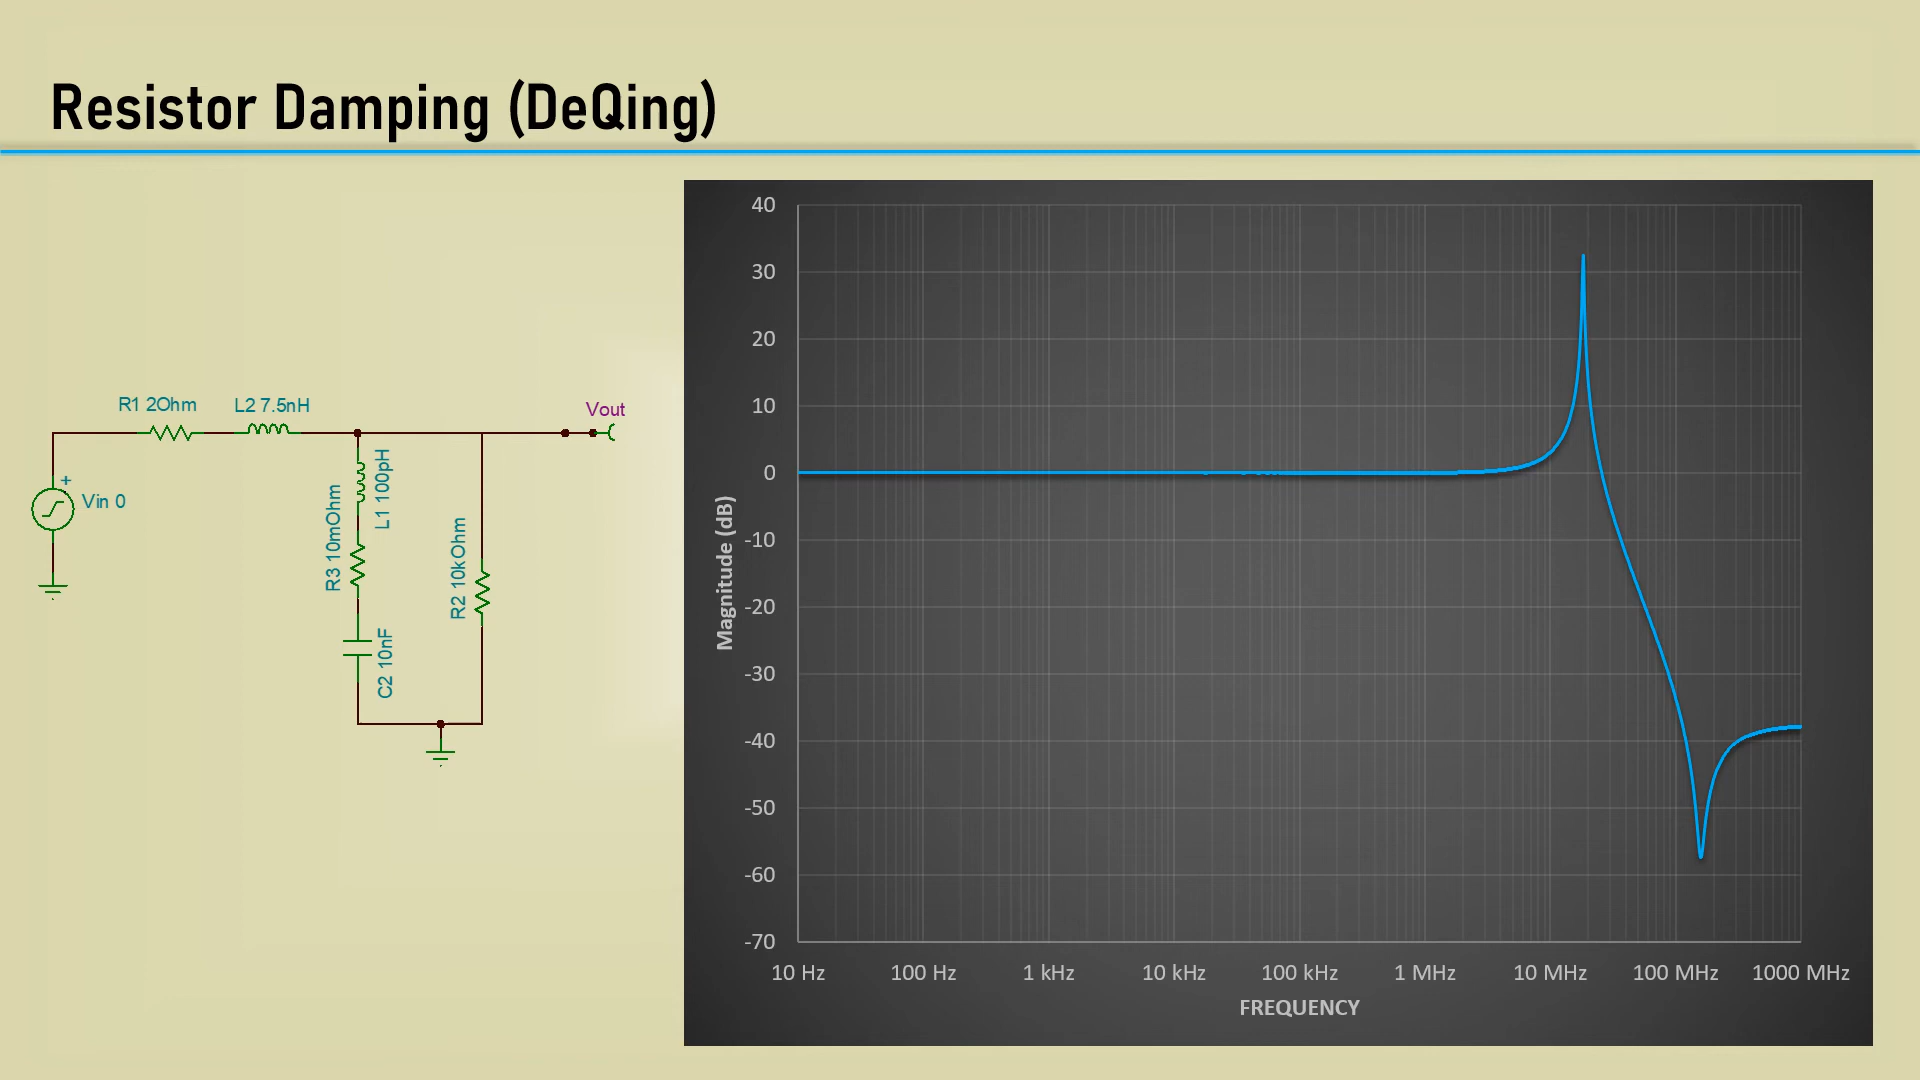 Resistor Damping (DeQing)
R1 2Ohm
L2 7.5nH
Vout
+
Vin 0
L1 100pH
R3 10mOhm
R2 10kOhm
C2 10nF
40
30
20
10
0
-10
-20
-30
-40
-50
-60
-70
Magnitude (dB)
10 Hz 100 Hz 1 kHz 10 kHz 100 kHz 1 MHz 10 MHz 100 MHz 1000 MHz
FREQUENCY